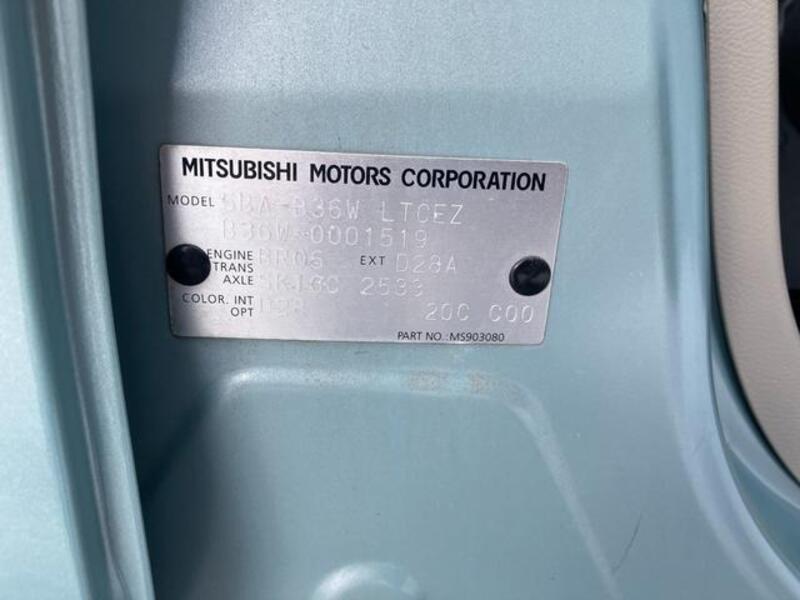 MITSUBISHI MOTORS CORPORATION
MODEL 5BA-B36W LTCEZ
B36W-0001519
ENGINE BR06 EXT D28A
TRANS
AXLE 2533
COLOR. INT
OPT 20C C00
PART NO.:MS903080